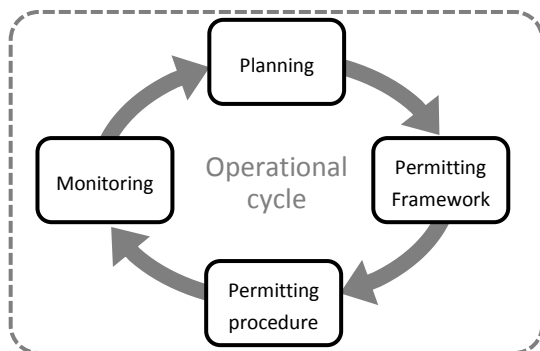 Planning
Permitting
Framework
Operational
cycle
Monitoring
Permitting
procedure